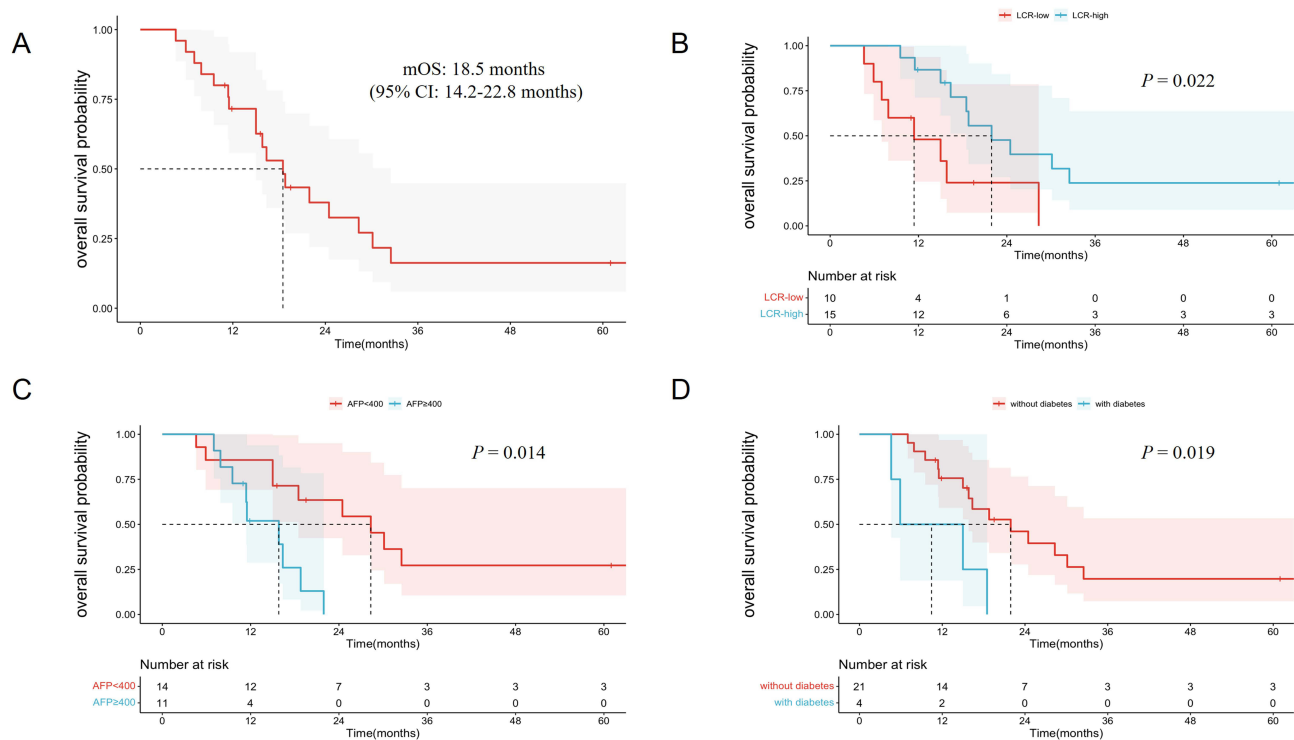 A
mOS: 18.5 months
(95% CI: 14.2-22.8 months)
overall survival probability
1.00
0.75
0.50
0.25
0.00
0 12 24 36 48 60
Time(months)
B
LCR-low LCR-high
P = 0.022
overall survival probability
1.00
0.75
0.50
0.25
0.00
0 12 24 36 48 60
Time(months)
Number at risk
LCR-low 10 4 1 0 0 0
LCR-high 15 12 6 3 3 3
0 12 24 36 48 60
Time(months)
C
AFP<400 AFP≥400
P = 0.014
overall survival probability
1.00
0.75
0.50
0.25
0.00
0 12 24 36 48 60
Time(months)
Number at risk
AFP<400 14 12 7 3 3 3
AFP≥400 11 4 0 0 0 0
0 12 24 36 48 60
Time(months)
D
without diabetes with diabetes
P = 0.019
overall survival probability
1.00
0.75
0.50
0.25
0.00
0 12 24 36 48 60
Time(months)
Number at risk
without diabetes 21 14 7 3 3 3
with diabetes 4 2 0 0 0 0
0 12 24 36 48 60
Time(months)